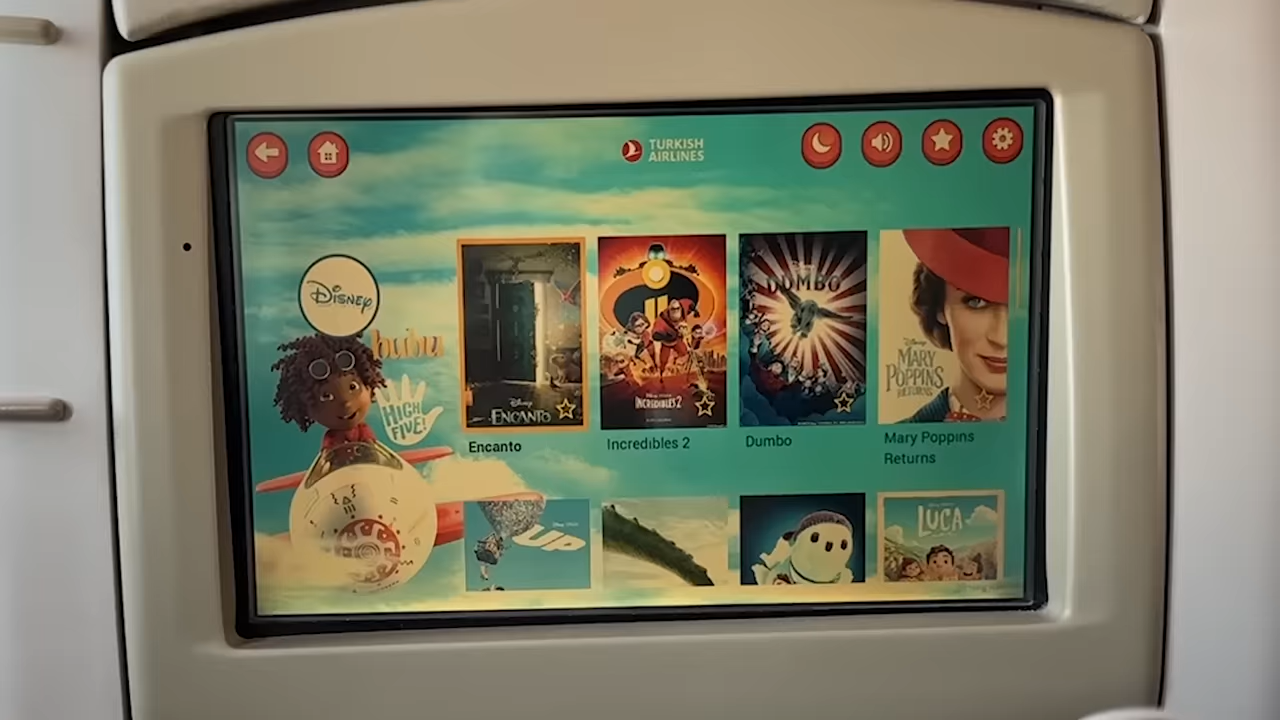 TURKISH
AIRLINES
Disney
HIGH
FIVE!
Disney
ENCANTO
INCREDIBLES 2
DUMBO
Disney
MARY
POPPINS
RETURNS
Encanto
Incredibles 2
Dumbo
Mary Poppins
Returns
UP
LUCA